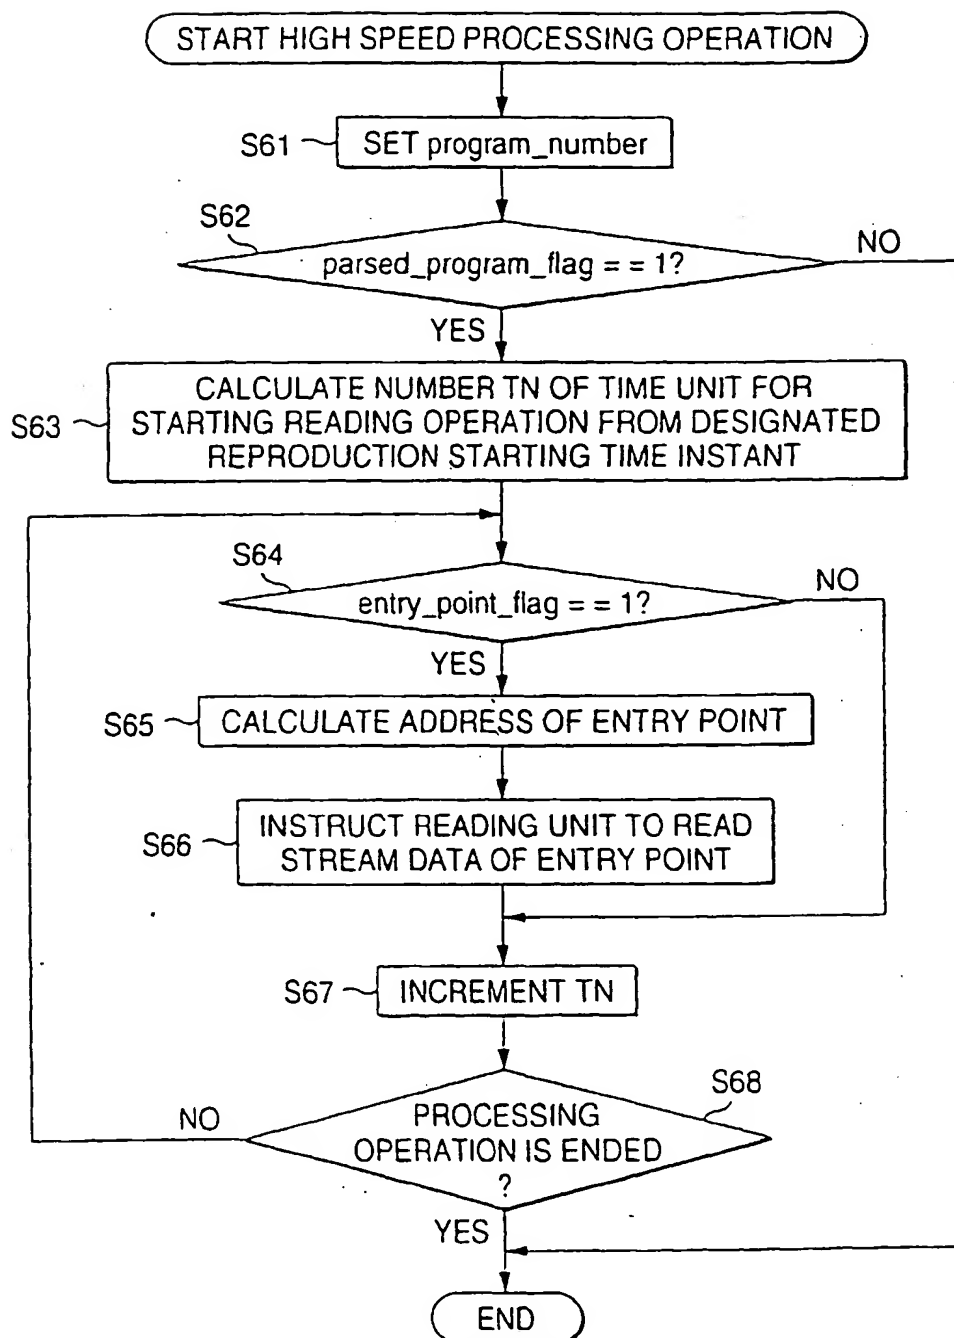 START HIGH SPEED PROCESSING OPERATION
S61
SET program_number
S62
NO
parsed_program_flag = = 1?
YES
CALCULATE NUMBER TN OF TIME UNIT FOR
S63
STARTING READING OPERATION FROM DESIGNATED
REPRODUCTION STARTING TIME INSTANT
S64
NO
entry_point_flag = = 1?
YES
S65
CALCULATE ADDRESS OF ENTRY POINT
INSTRUCT READING UNIT TO READ
S66
STREAM DATA OF ENTRY POINT
S67
INCREMENT TN
S68
NO
PROCESSING
OPERATION IS ENDED
?
YES
END